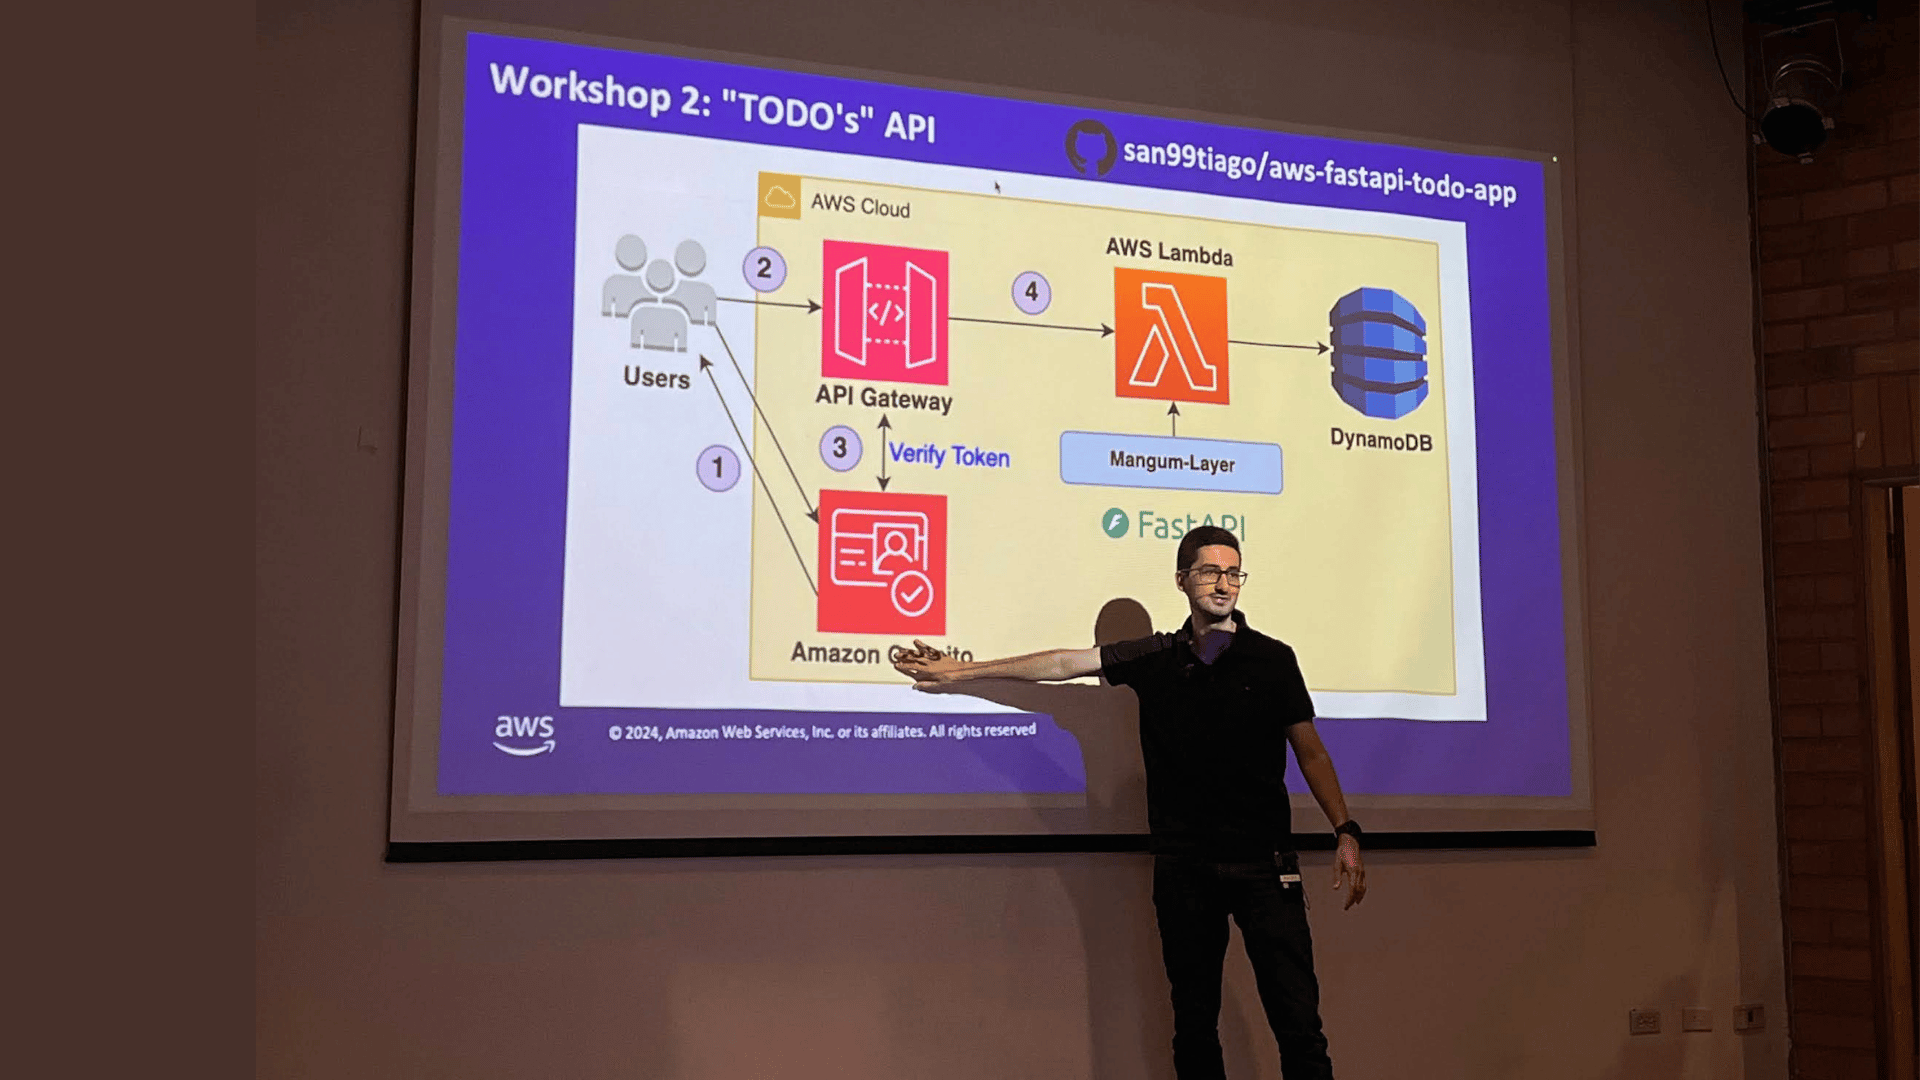 Workshop 2: "TODO's" API
san99tiago/aws-fastapi-todo-app
AWS Cloud
AWS Lambda
2
4
</>
Users
API Gateway
DynamoDB
3
Verify Token
1
Mangum-Layer
FastAPI
Amazon Cognito
aws
© 2024, Amazon Web Services, Inc. or its affiliates. All rights reserved